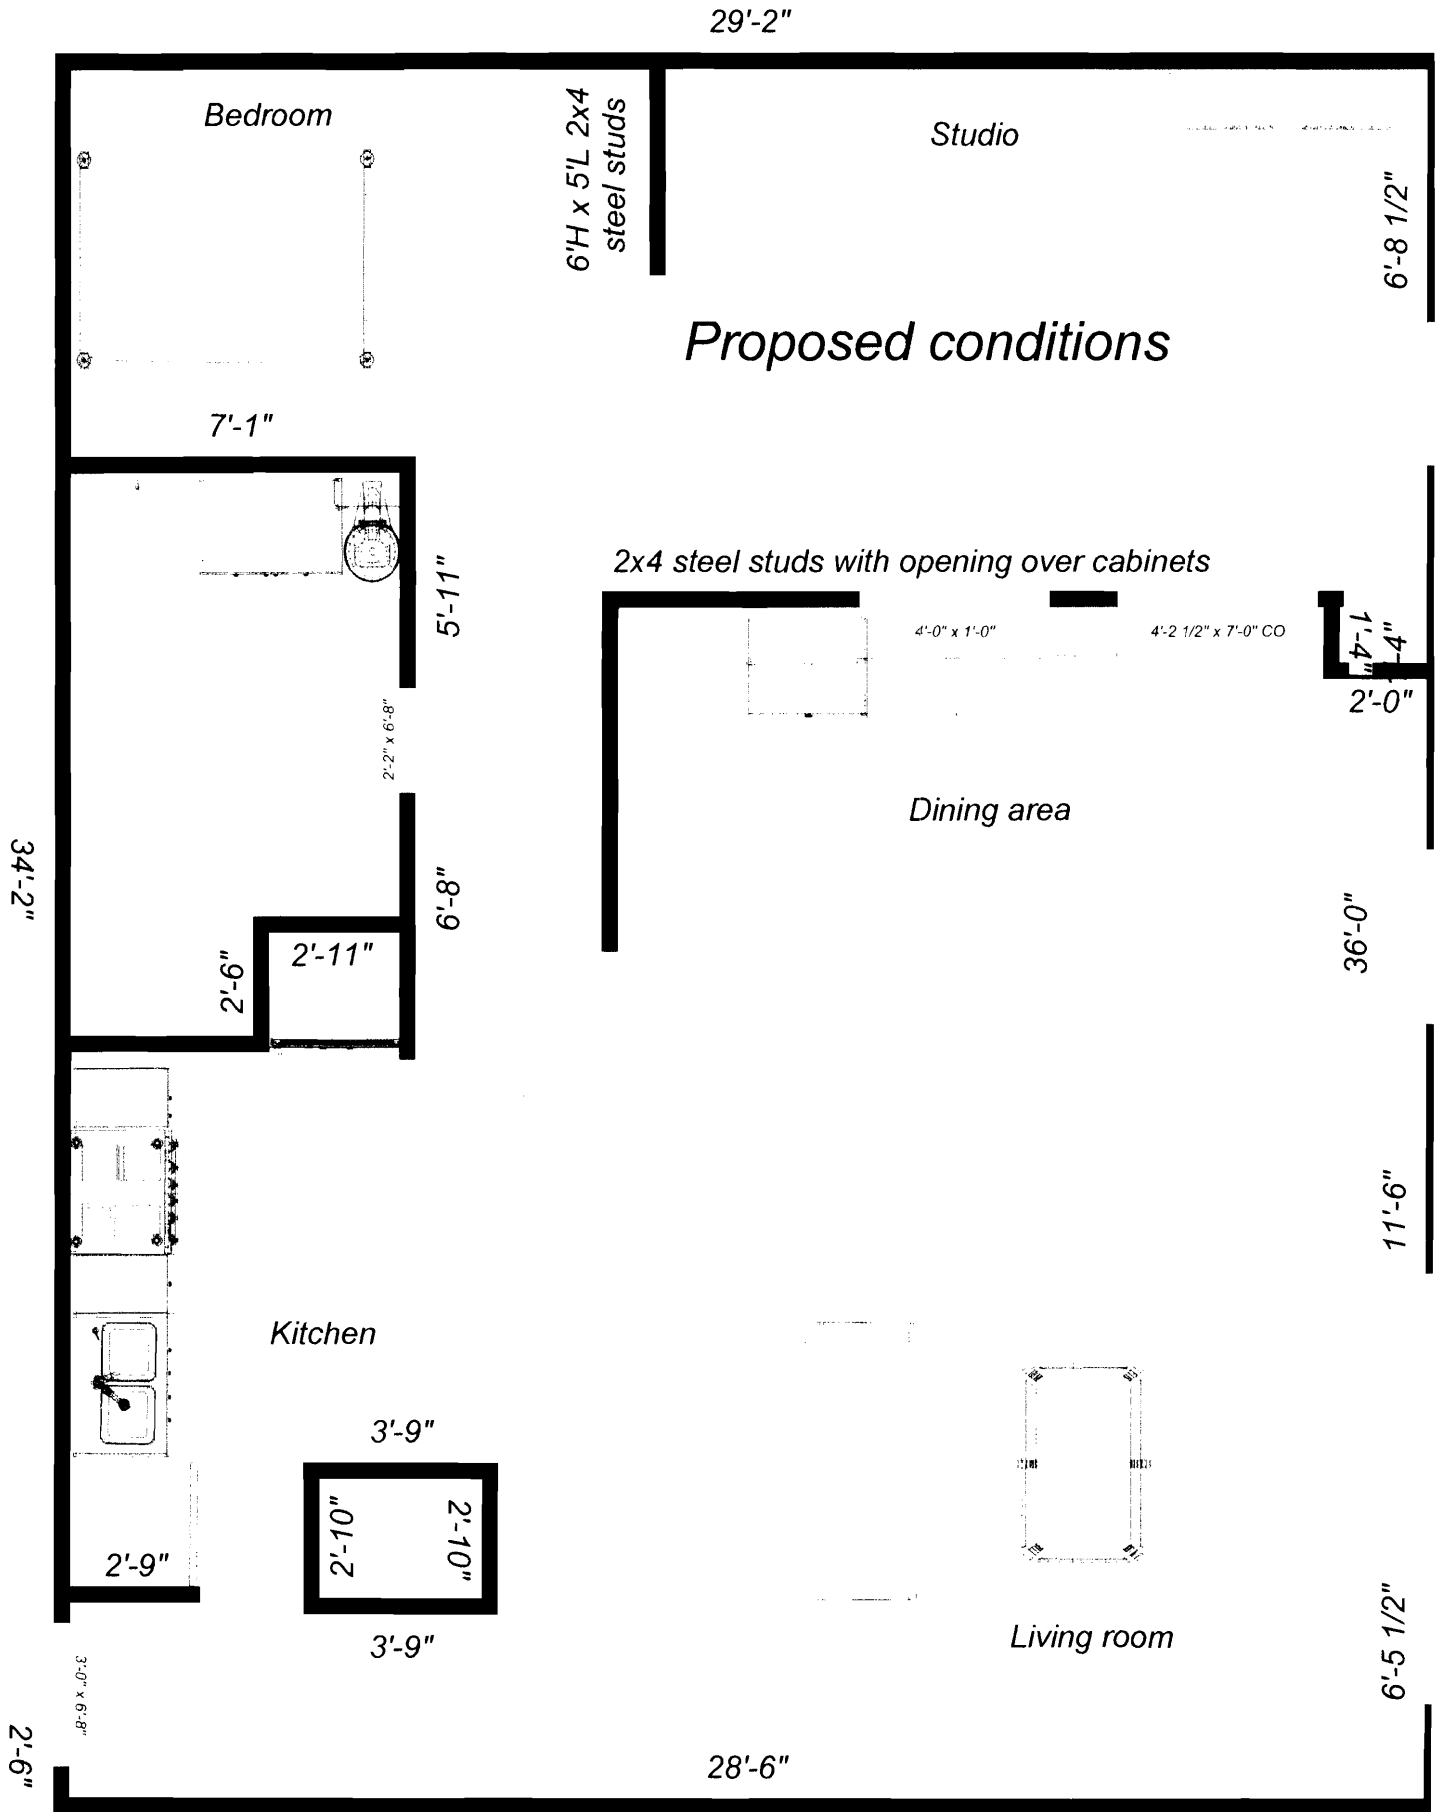 29'-2"
Bedroom
6'H x 5'L 2x4
steel studs
Studio
6'-8 1/2"
Proposed conditions
7'-1"
5'-11"
2x4 steel studs with opening over cabinets
4'-0" x 1'-0"
4'-2 1/2" x 7'-0" CO
1'-4"
2'-0"
2'-2" x 6'-8"
Dining area
34'-2"
6'-8"
36'-0"
2'-11"
2'-6"
11'-6"
Kitchen
3'-9"
2'-10"
2'-10"
2'-9"
3'-9"
Living room
6'-5 1/2"
3'-0" x 6'-8"
2'-6"
28'-6"